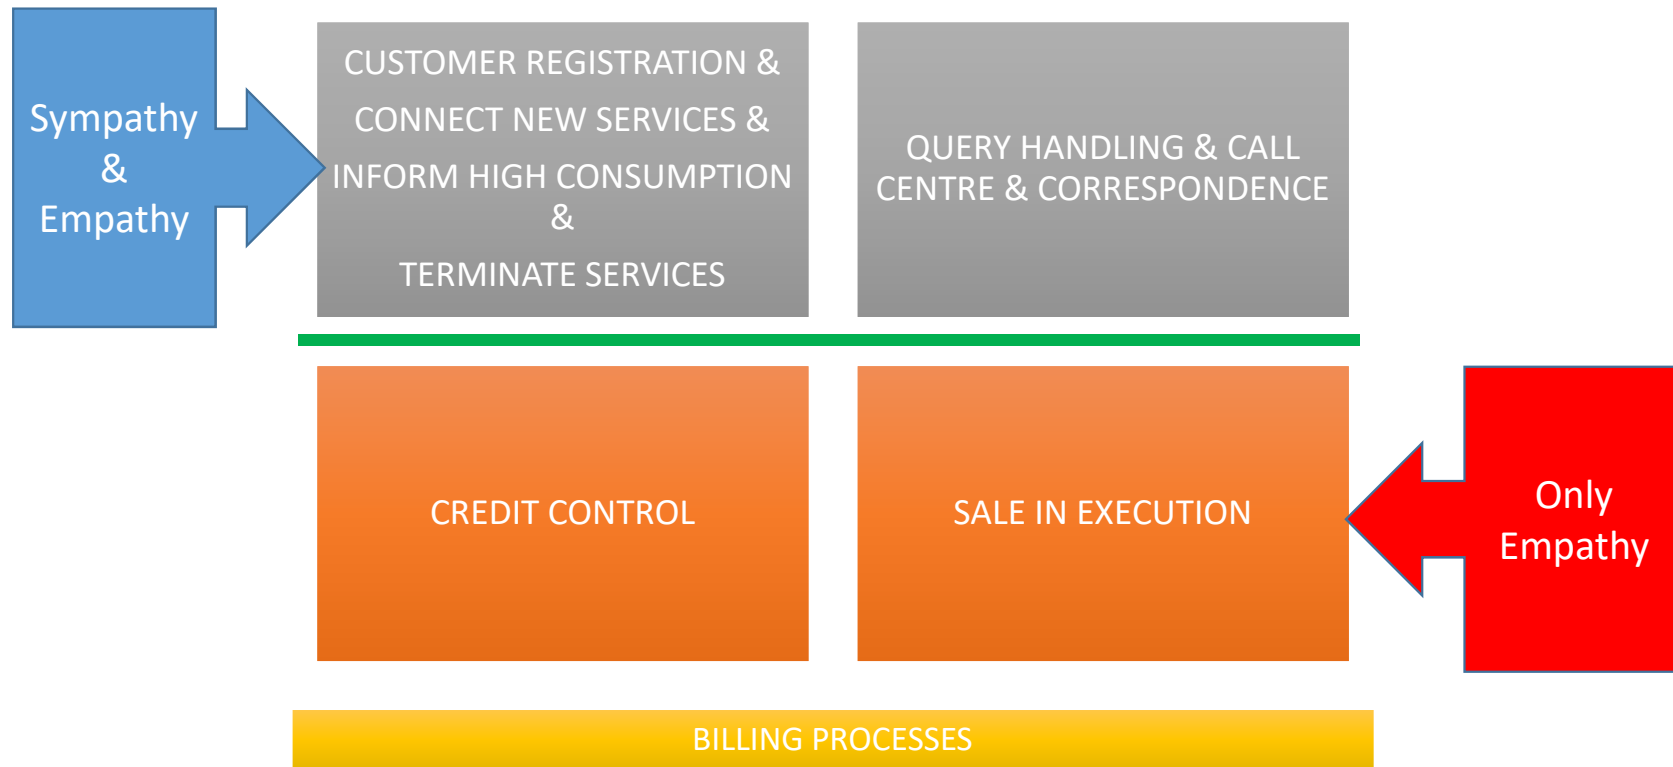 Sympathy
&
Empathy
CUSTOMER REGISTRATION &
CONNECT NEW SERVICES &
INFORM HIGH CONSUMPTION
&
TERMINATE SERVICES
QUERY HANDLING & CALL
CENTRE & CORRESPONDENCE
CREDIT CONTROL
SALE IN EXECUTION
Only
Empathy
BILLING PROCESSES